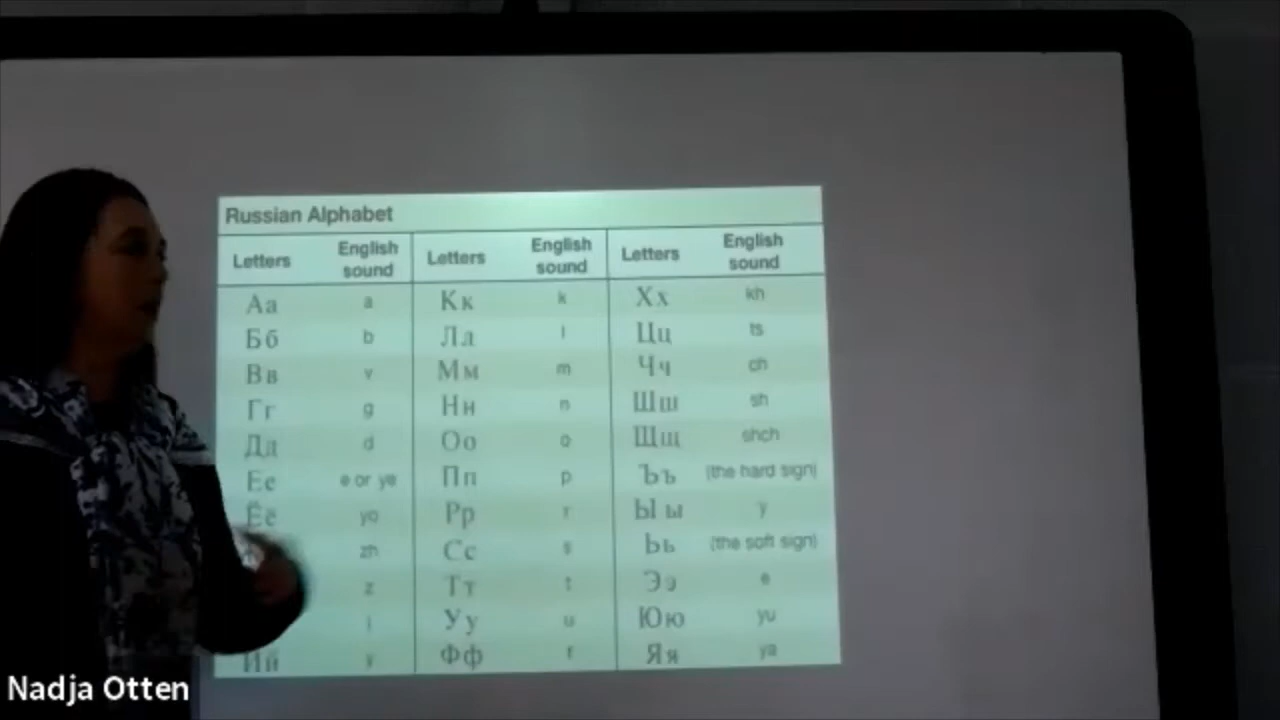 Russian Alphabet
Letters English sound Letters English sound Letters English sound
Аа a Кк k Хх kh
Бб b Лл l Цц ts
Вв v Мм m Чч ch
Гг g Нн n Шш sh
Дд d Оо o Щщ shch
Ее e or ye Пп p Ъъ (the hard sign)
Ёё yo Рр r Ыы y
zh Сс s Ьь (the soft sign)
z Тт t Ээ e
i Уу u Юю yu
Йй y Фф f Яя ya
Nadja Otten